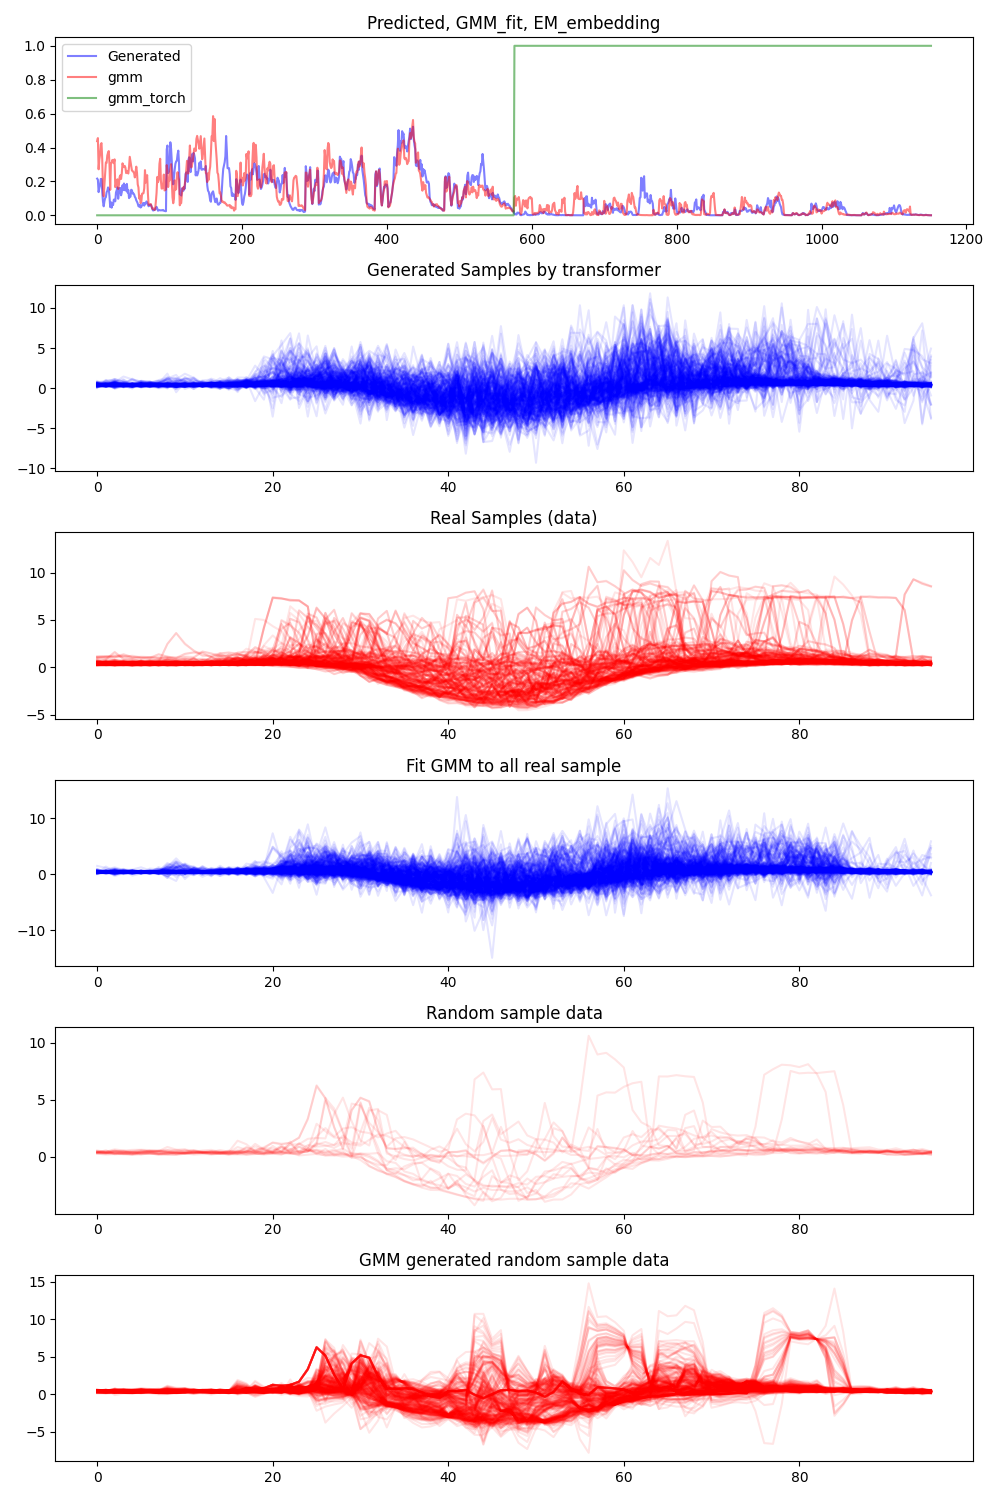 Predicted, GMM_fit, EM_embedding
1.0
0.8
0.6
0.4
0.2
0.0
Generated
gmm
gmm_torch
0 200 400 600 800 1000 1200
Generated Samples by transformer
10
5
0
−5
−10
0 20 40 60 80
Real Samples (data)
10
5
0
−5
0 20 40 60 80
Fit GMM to all real sample
10
0
−10
0 20 40 60 80
Random sample data
10
5
0
0 20 40 60 80
GMM generated random sample data
15
10
5
0
−5
0 20 40 60 80